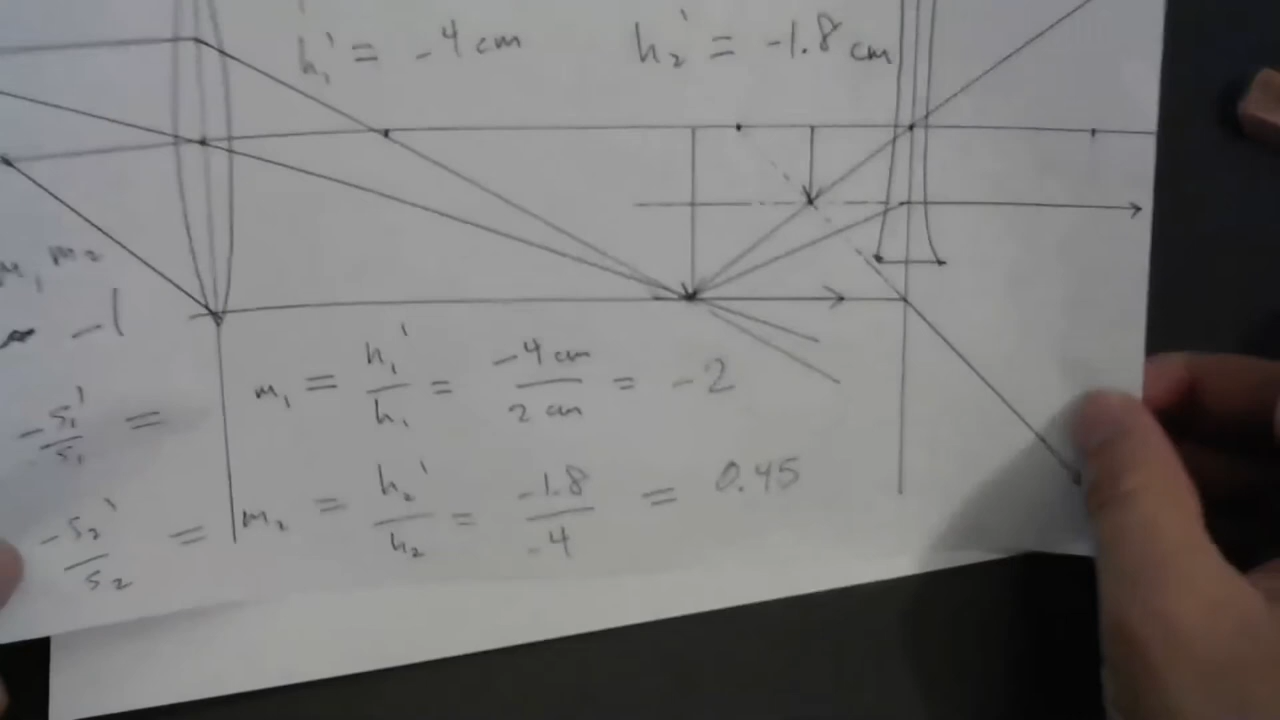 h₁' = -4 cm
h₂' = -1.8 cm
m₁ m₂
-1
m₁ = h₁'/h₁ = -4 cm/2 cm = -2
-s₁'/s₁ =
m₂ = h₂'/h₂ = -1.8/-4 = 0.45
-s₂'/s₂ =